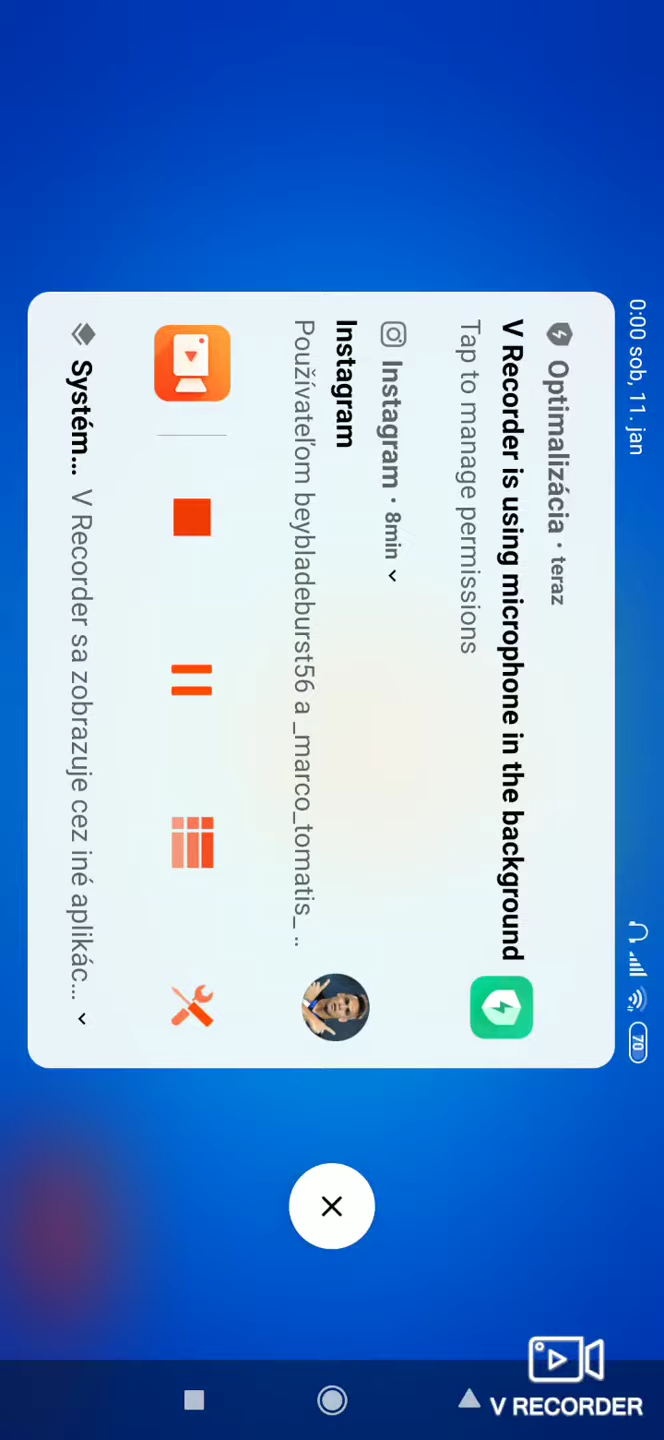 0:00 sob, 11. jan
70
Optimalizácia · teraz
V Recorder is using microphone in the background
Tap to manage permissions
Instagram · 8min
Instagram
Používateľom beybladeburst56 a _marco_tomatis_ ..
Systém... V Recorder sa zobrazuje cez iné aplikác...
V RECORDER